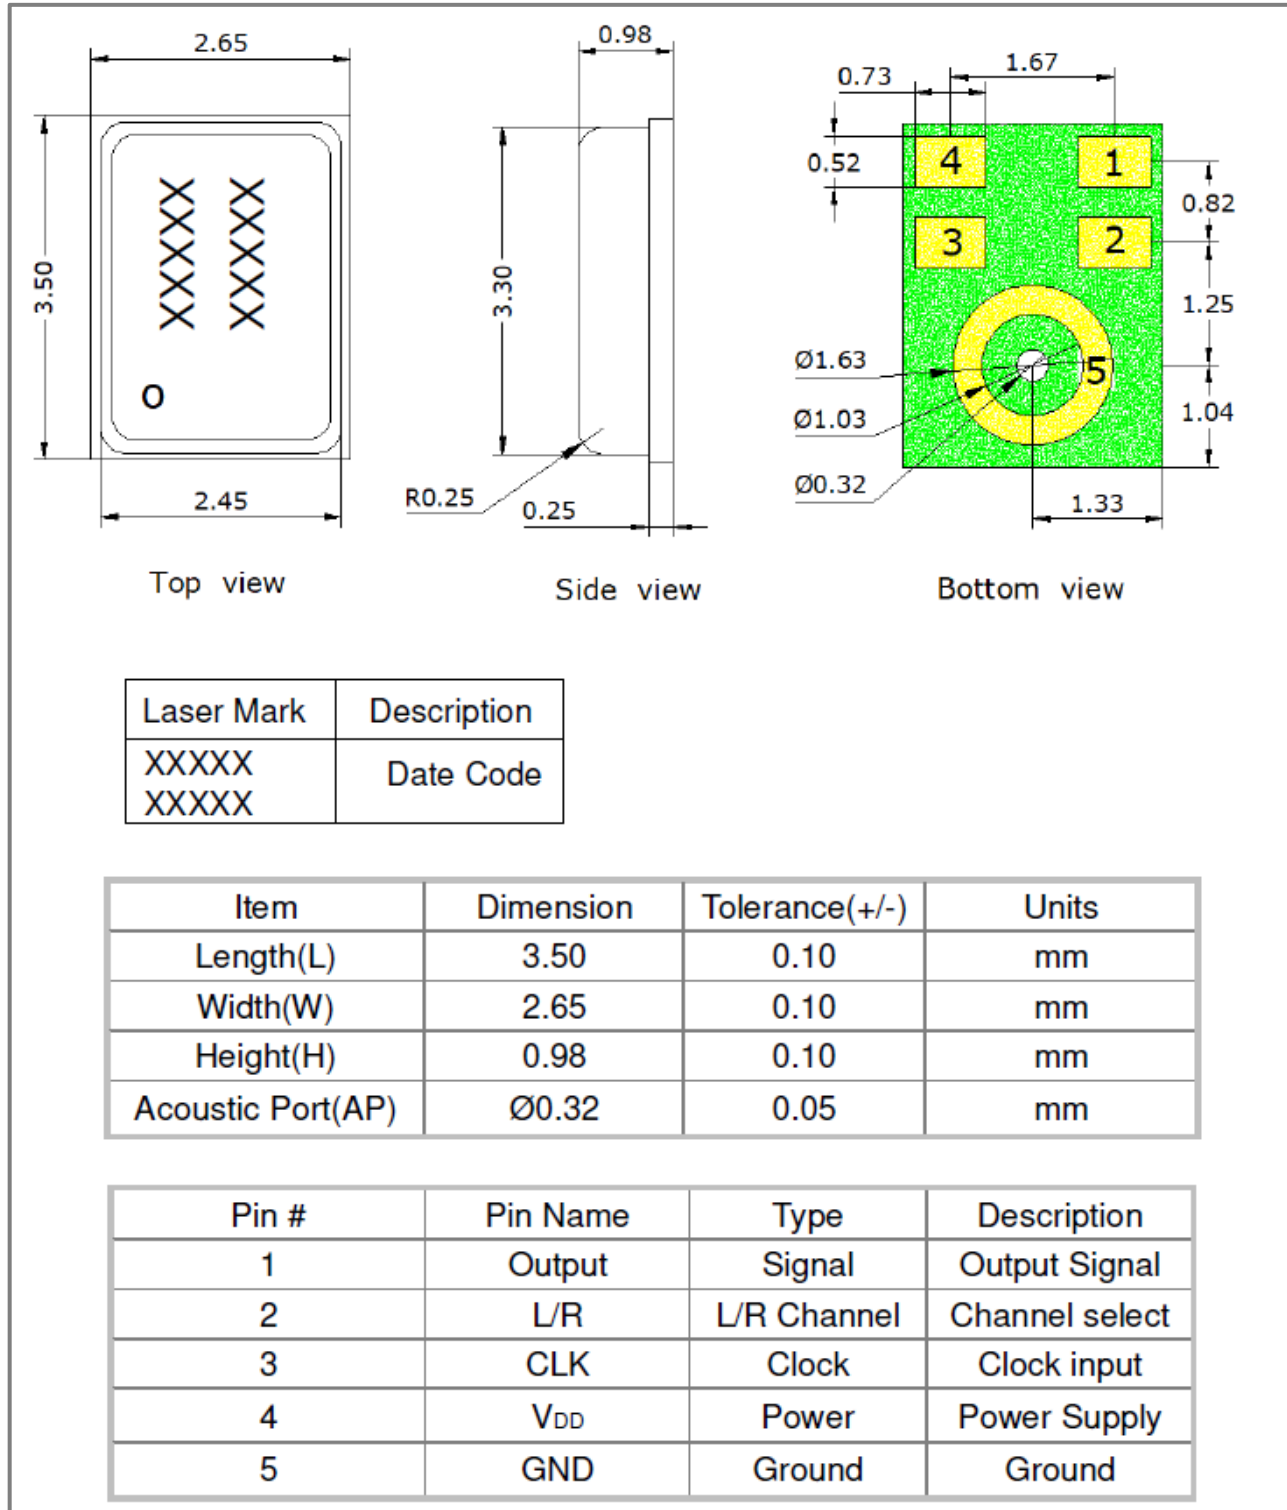 2.65
3.50
XXXXX
XXXXX
O
2.45
Top view
0.98
3.30
R0.25
0.25
Side view
1.67
0.73
0.52
4
1
3
2
5
0.82
1.25
1.04
Ø1.63
Ø1.03
Ø0.32
1.33
Bottom view
Laser Mark Description
XXXXX
XXXXX
Date Code
Item Dimension Tolerance(+/-) Units
Length(L) 3.50 0.10 mm
Width(W) 2.65 0.10 mm
Height(H) 0.98 0.10 mm
Acoustic Port(AP) Ø0.32 0.05 mm
Pin # Pin Name Type Description
1 Output Signal Output Signal
2 L/R L/R Channel Channel select
3 CLK Clock Clock input
4 VDD Power Power Supply
5 GND Ground Ground